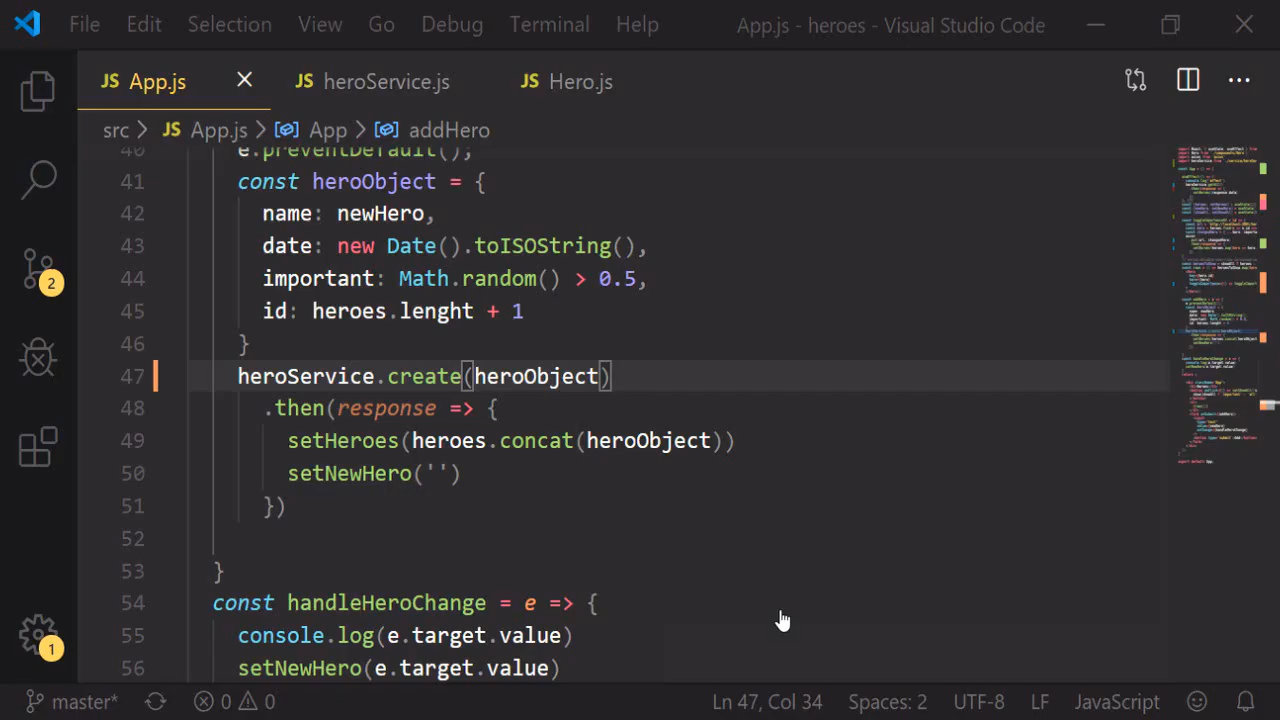 File Edit Selection View Go Debug Terminal Help App.js - heroes - Visual Studio Code
JS App.js JS heroService.js JS Hero.js
src > JS App.js > App > addHero
40 e.preventDefault();
41 const heroObject = {
42 name: newHero,
43 date: new Date().toISOString(),
44 important: Math.random() > 0.5,
45 id: heroes.lenght + 1
46 }
47 heroService.create(heroObject)
48 .then(response => {
49 setHeroes(heroes.concat(heroObject))
50 setNewHero('')
51 })
52
53 }
54 const handleHeroChange = e => {
55 console.log(e.target.value)
56 setNewHero(e.target.value)
2
1
master* 0 0 Ln 47, Col 34 Spaces: 2 UTF-8 LF JavaScript